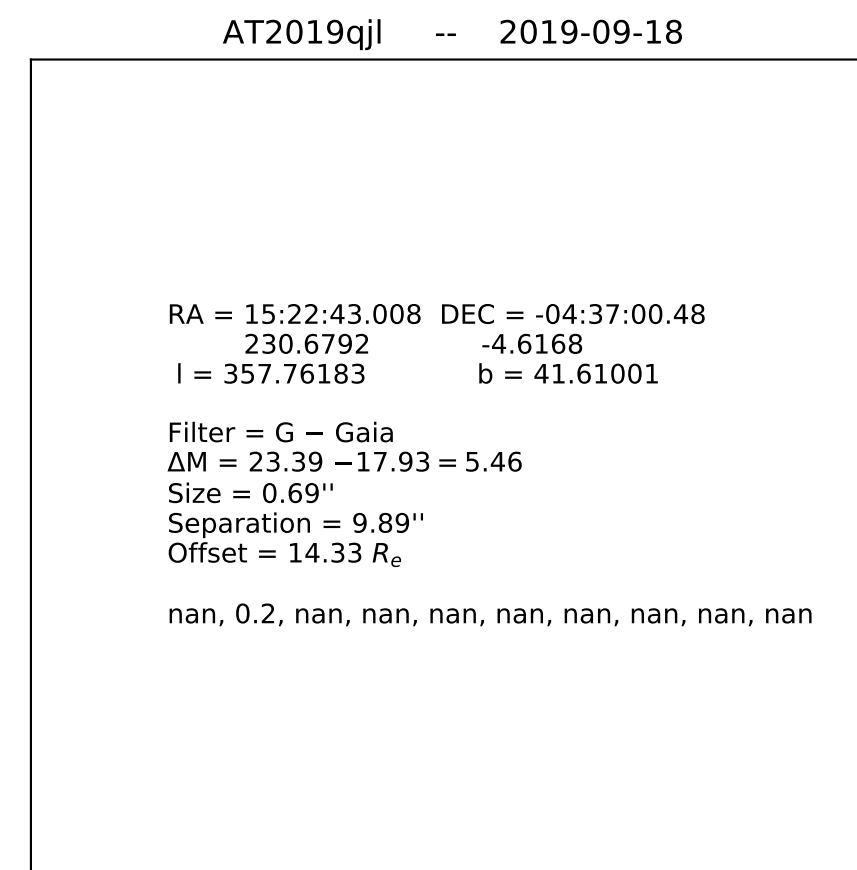 AT2019qjl -- 2019-09-18
RA = 15:22:43.008 DEC = -04:37:00.48
230.6792 -4.6168
l = 357.76183 b = 41.61001
Filter = G − Gaia
ΔM = 23.39 −17.93 = 5.46
Size = 0.69''
Separation = 9.89''
Offset = 14.33 Re
nan, 0.2, nan, nan, nan, nan, nan, nan, nan, nan